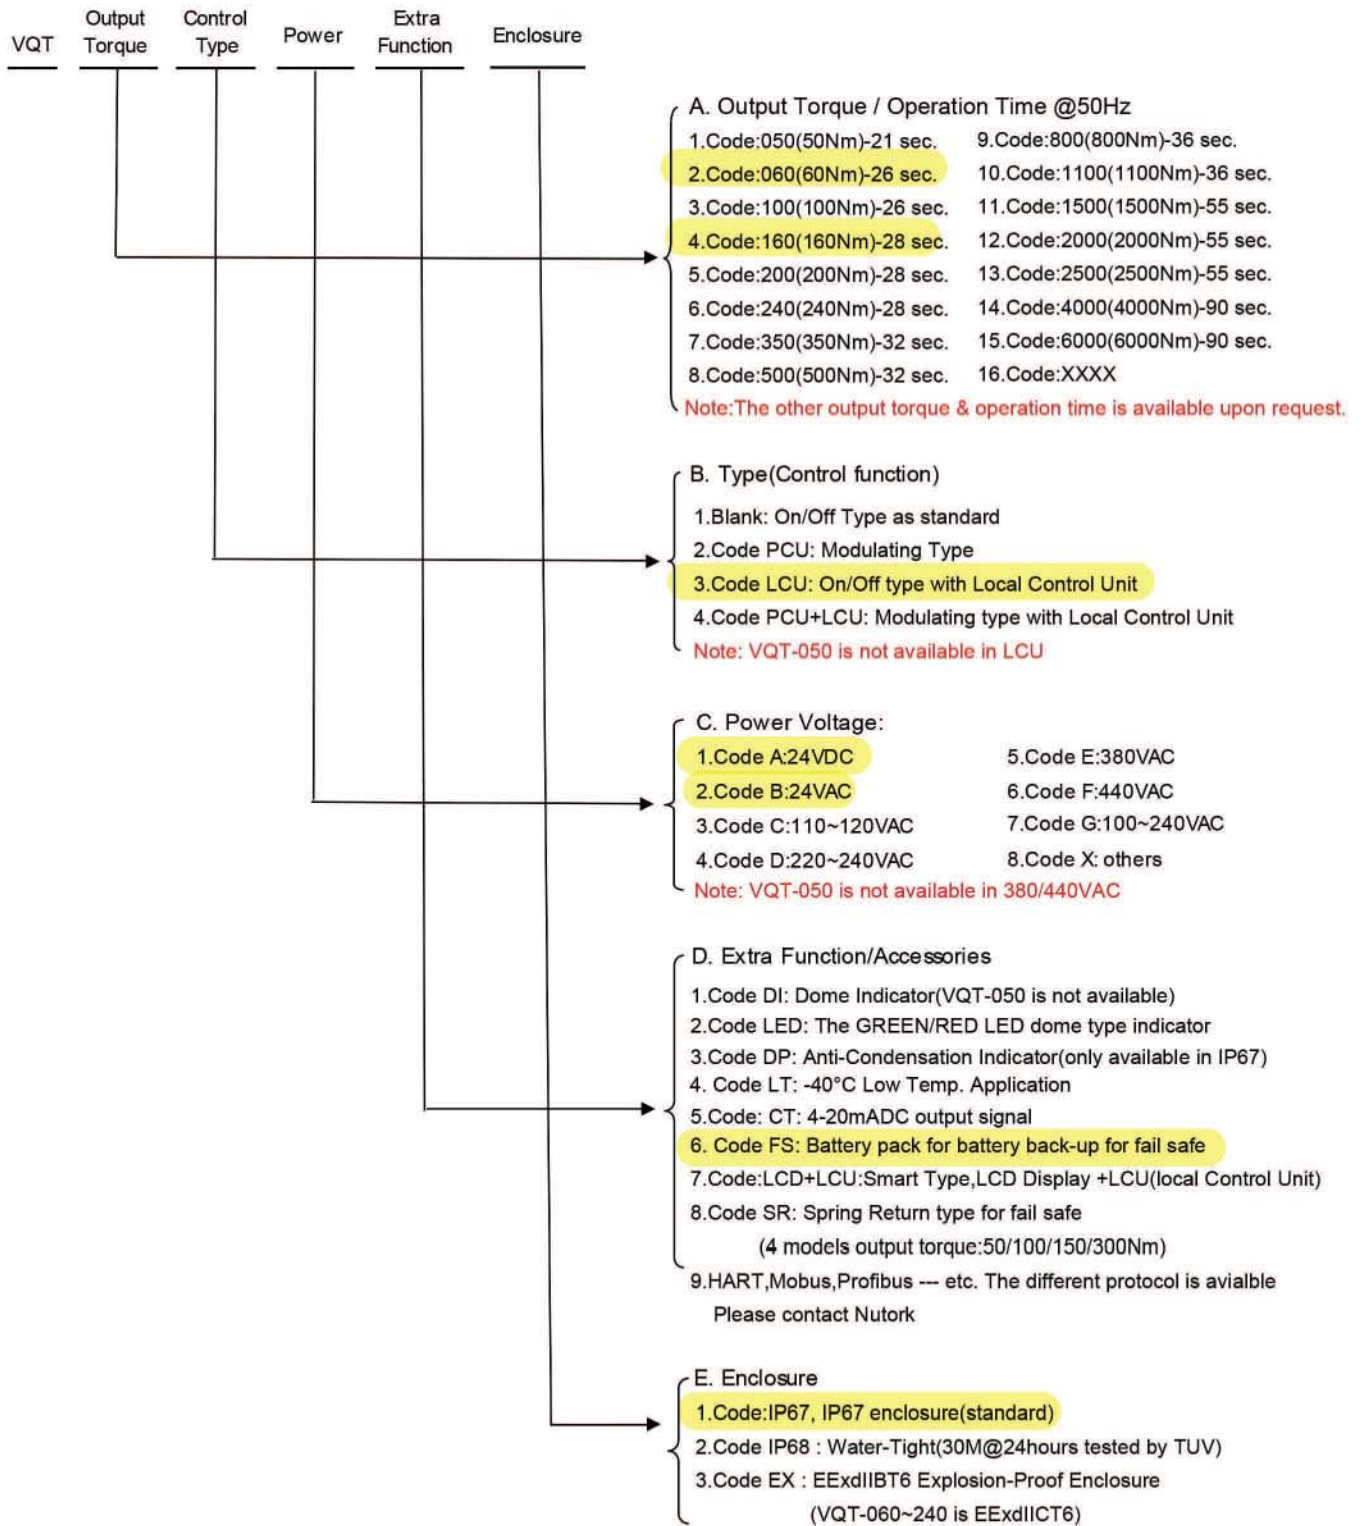 VQT
Output
Torque
Control
Type
Power
Extra
Function
Enclosure
A. Output Torque / Operation Time @50Hz
1.Code:050(50Nm)-21 sec.
2.Code:060(60Nm)-26 sec.
3.Code:100(100Nm)-26 sec.
4.Code:160(160Nm)-28 sec.
5.Code:200(200Nm)-28 sec.
6.Code:240(240Nm)-28 sec.
7.Code:350(350Nm)-32 sec.
8.Code:500(500Nm)-32 sec.
9.Code:800(800Nm)-36 sec.
10.Code:1100(1100Nm)-36 sec.
11.Code:1500(1500Nm)-55 sec.
12.Code:2000(2000Nm)-55 sec.
13.Code:2500(2500Nm)-55 sec.
14.Code:4000(4000Nm)-90 sec.
15.Code:6000(6000Nm)-90 sec.
16.Code:XXXX
Note:The other output torque & operation time is available upon request.
B. Type(Control function)
1.Blank: On/Off Type as standard
2.Code PCU: Modulating Type
3.Code LCU: On/Off type with Local Control Unit
4.Code PCU+LCU: Modulating type with Local Control Unit
Note: VQT-050 is not available in LCU
C. Power Voltage:
1.Code A:24VDC
2.Code B:24VAC
3.Code C:110~120VAC
4.Code D:220~240VAC
5.Code E:380VAC
6.Code F:440VAC
7.Code G:100~240VAC
8.Code X: others
Note: VQT-050 is not available in 380/440VAC
D. Extra Function/Accessories
1.Code DI: Dome Indicator(VQT-050 is not available)
2.Code LED: The GREEN/RED LED dome type indicator
3.Code DP: Anti-Condensation Indicator(only available in IP67)
4. Code LT: -40°C Low Temp. Application
5.Code: CT: 4-20mADC output signal
6. Code FS: Battery pack for battery back-up for fail safe
7.Code:LCD+LCU:Smart Type,LCD Display +LCU(local Control Unit)
8.Code SR: Spring Return type for fail safe
(4 models output torque:50/100/150/300Nm)
9.HART,Mobus,Profibus --- etc. The different protocol is avialble
Please contact Nutork
E. Enclosure
1.Code:IP67, IP67 enclosure(standard)
2.Code IP68 : Water-Tight(30M@24hours tested by TUV)
3.Code EX : EExdIIBT6 Explosion-Proof Enclosure
(VQT-060~240 is EExdIICT6)